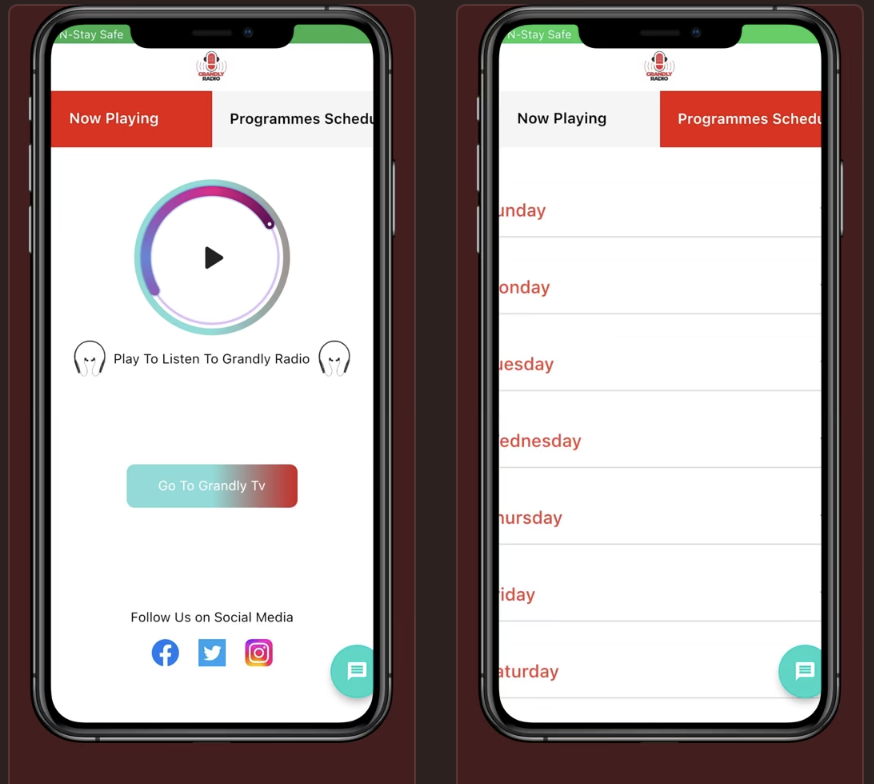 N-Stay Safe
GRANDLY
RADIO
Now Playing
Programmes Schedu
Play To Listen To Grandly Radio
Go To Grandly Tv
Follow Us on Social Media
N-Stay Safe
GRANDLY
RADIO
Now Playing
Programmes Schedu
unday
onday
uesday
ednesday
hursday
riday
aturday